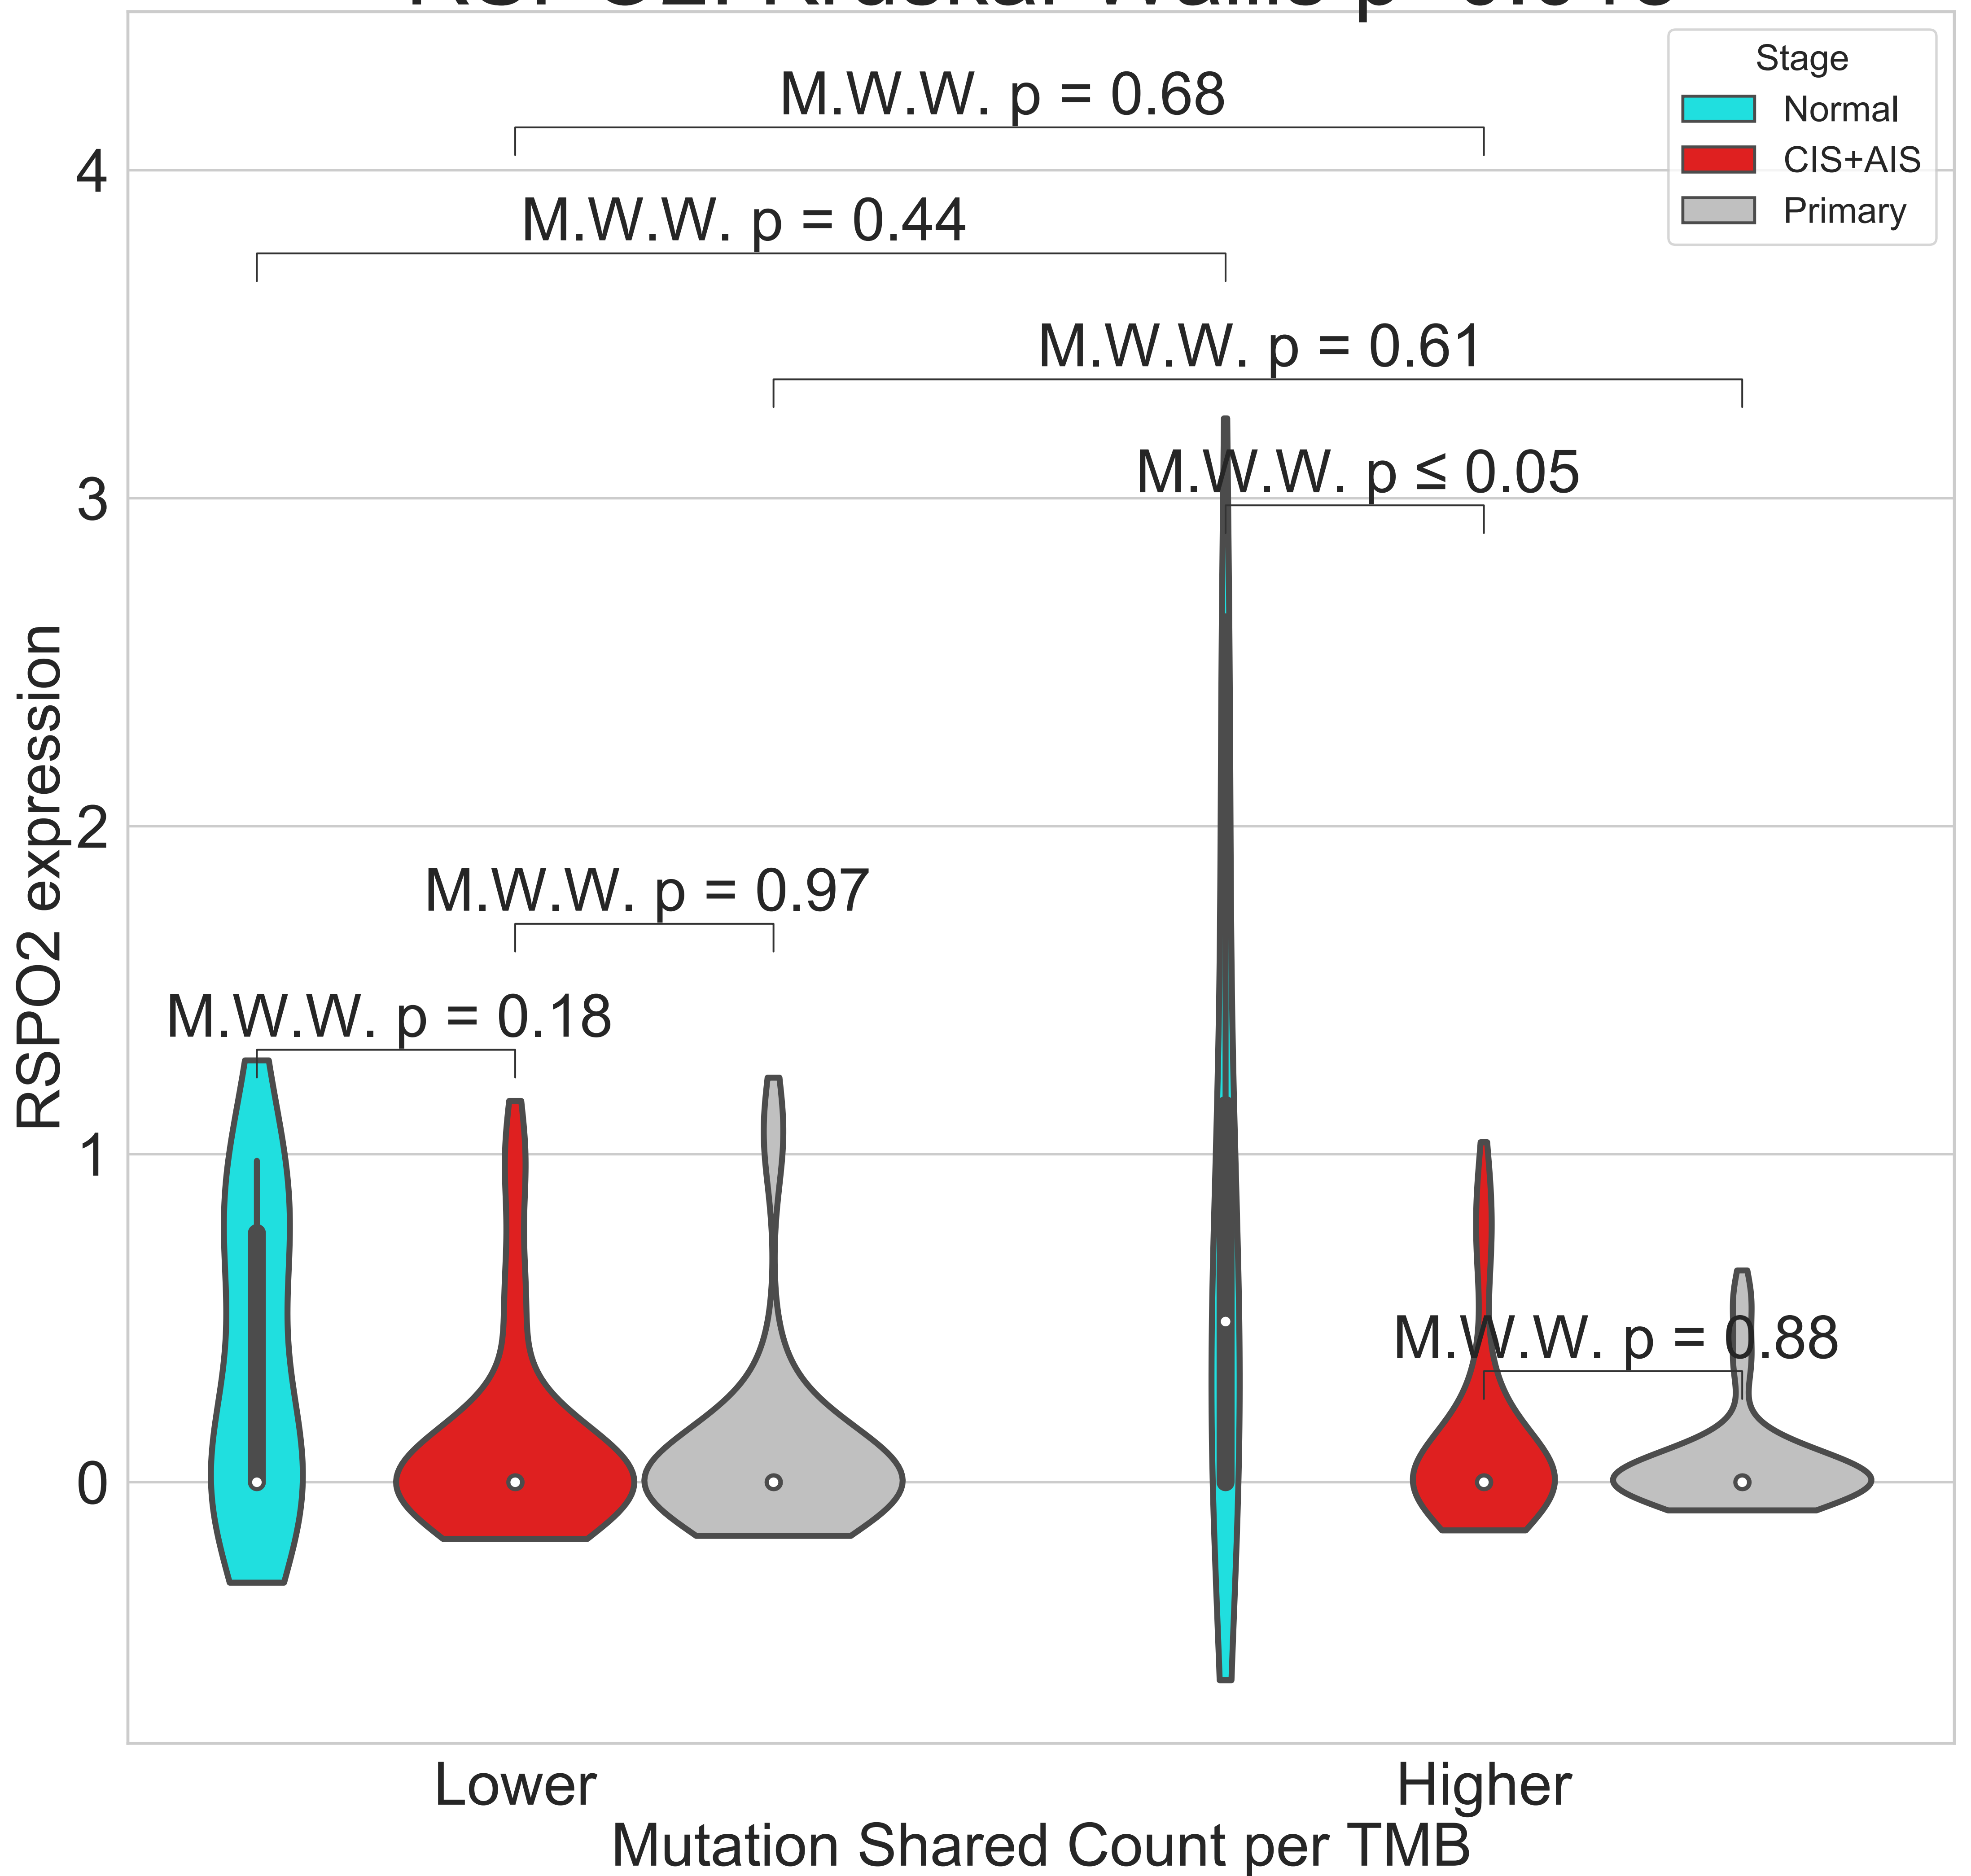 Stage
Normal
CIS+AIS
Primary
M.W.W. p = 0.68
M.W.W. p = 0.44
M.W.W. p = 0.61
M.W.W. p ≤ 0.05
M.W.W. p = 0.97
M.W.W. p = 0.18
M.W.W. p = 0.88
4
3
2
1
0
RSPO2 expression
Lower
Higher
Mutation Shared Count per TMB